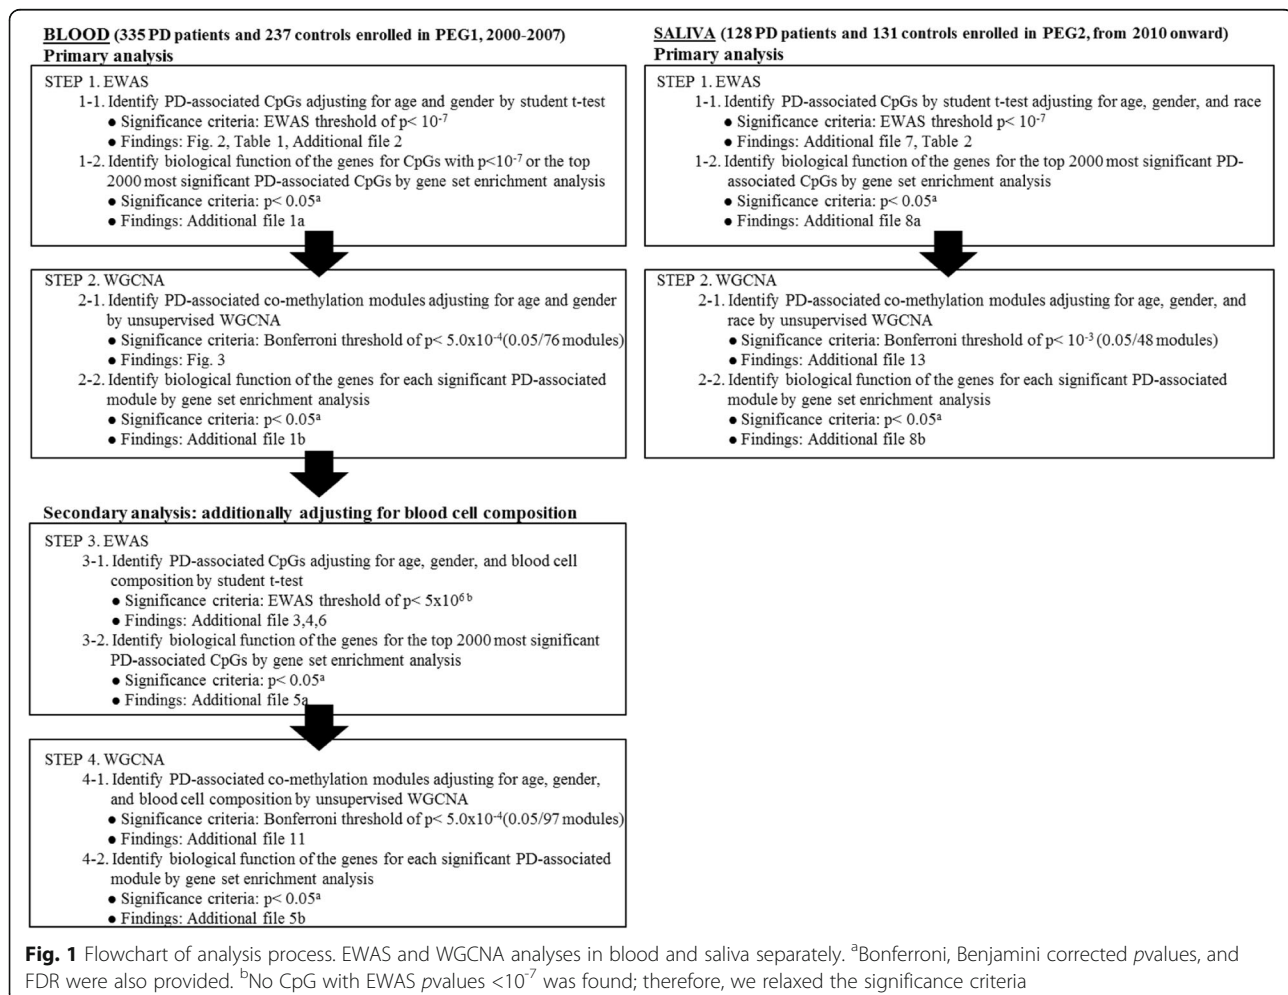 BLOOD (335 PD patients and 237 controls enrolled in PEG1, 2000-2007)
Primary analysis
STEP 1. EWAS
1-1. Identify PD-associated CpGs adjusting for age and gender by student t-test
● Significance criteria: EWAS threshold of p< 10⁻⁷
● Findings: Fig. 2, Table 1, Additional file 2
1-2. Identify biological function of the genes for CpGs with p<10⁻⁷ or the top
2000 most significant PD-associated CpGs by gene set enrichment analysis
● Significance criteria: p< 0.05ᵃ
● Findings: Additional file 1a
STEP 2. WGCNA
2-1. Identify PD-associated co-methylation modules adjusting for age and gender
by unsupervised WGCNA
● Significance criteria: Bonferroni threshold of p< 5.0x10⁻⁴(0.05/76 modules)
● Findings: Fig. 3
2-2. Identify biological function of the genes for each significant PD-associated
module by gene set enrichment analysis
● Significance criteria: p< 0.05ᵃ
● Findings: Additional file 1b
Secondary analysis: additionally adjusting for blood cell composition
STEP 3. EWAS
3-1. Identify PD-associated CpGs adjusting for age, gender, and blood cell
composition by student t-test
● Significance criteria: EWAS threshold of p< 5x10⁶ ᵇ
● Findings: Additional file 3,4,6
3-2. Identify biological function of the genes for the top 2000 most significant
PD-associated CpGs by gene set enrichment analysis
● Significance criteria: p< 0.05ᵃ
● Findings: Additional file 5a
STEP 4. WGCNA
4-1. Identify PD-associated co-methylation modules adjusting for age, gender,
and blood cell composition by unsupervised WGCNA
● Significance criteria: Bonferroni threshold of p< 5.0x10⁻⁴(0.05/97 modules)
● Findings: Additional file 11
4-2. Identify biological function of the genes for each significant PD-associated
module by gene set enrichment analysis
● Significance criteria: p< 0.05ᵃ
● Findings: Additional file 5b
SALIVA (128 PD patients and 131 controls enrolled in PEG2, from 2010 onward)
Primary analysis
STEP 1. EWAS
1-1. Identify PD-associated CpGs by student t-test adjusting for age, gender, and race
● Significance criteria: EWAS threshold p< 10⁻⁷
● Findings: Additional file 7, Table 2
1-2. Identify biological function of the genes for the top 2000 most significant PD-
associated CpGs by gene set enrichment analysis
● Significance criteria: p< 0.05ᵃ
● Findings: Additional file 8a
STEP 2. WGCNA
2-1. Identify PD-associated co-methylation modules adjusting for age, gender, and
race by unsupervised WGCNA
● Significance criteria: Bonferroni threshold of p< 10⁻³ (0.05/48 modules)
● Findings: Additional file 13
2-2. Identify biological function of the genes for each significant PD-associated
module by gene set enrichment analysis
● Significance criteria: p< 0.05ᵃ
● Findings: Additional file 8b
Fig. 1 Flowchart of analysis process. EWAS and WGCNA analyses in blood and saliva separately. ᵃBonferroni, Benjamini corrected pvalues, and
FDR were also provided. ᵇNo CpG with EWAS pvalues <10⁻⁷ was found; therefore, we relaxed the significance criteria